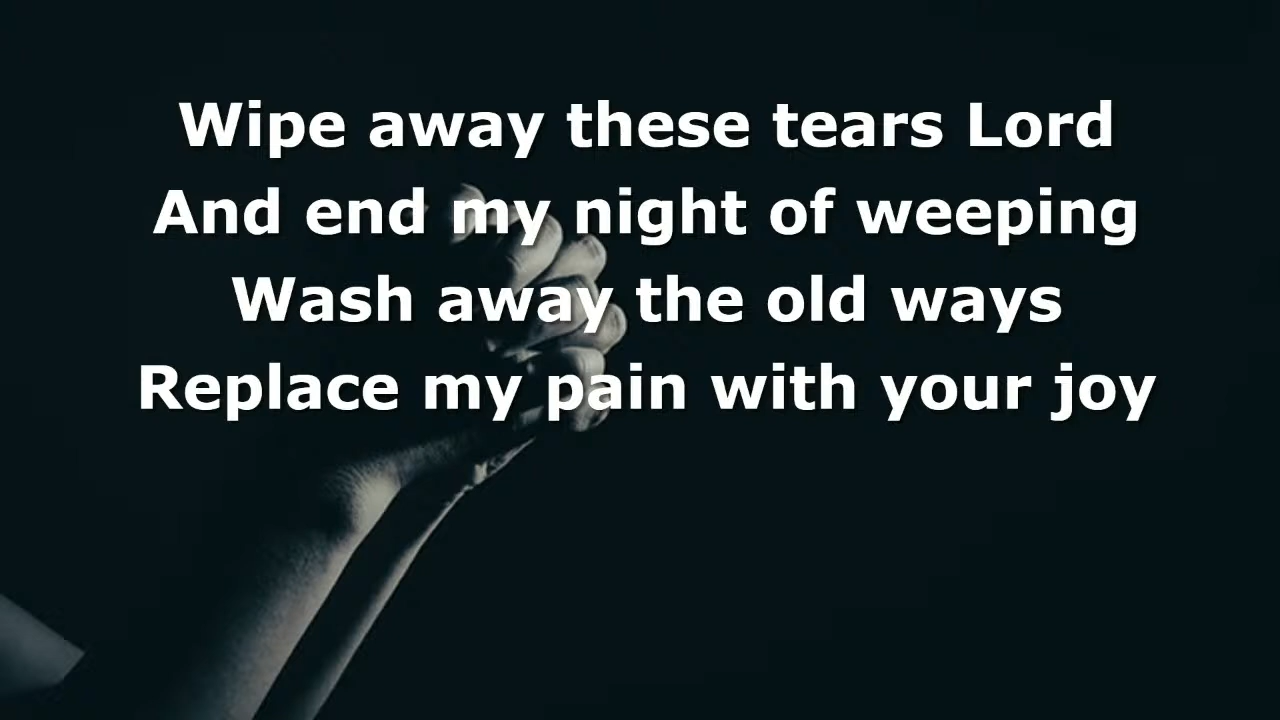 Wipe away these tears Lord
And end my night of weeping
Wash away the old ways
Replace my pain with your joy